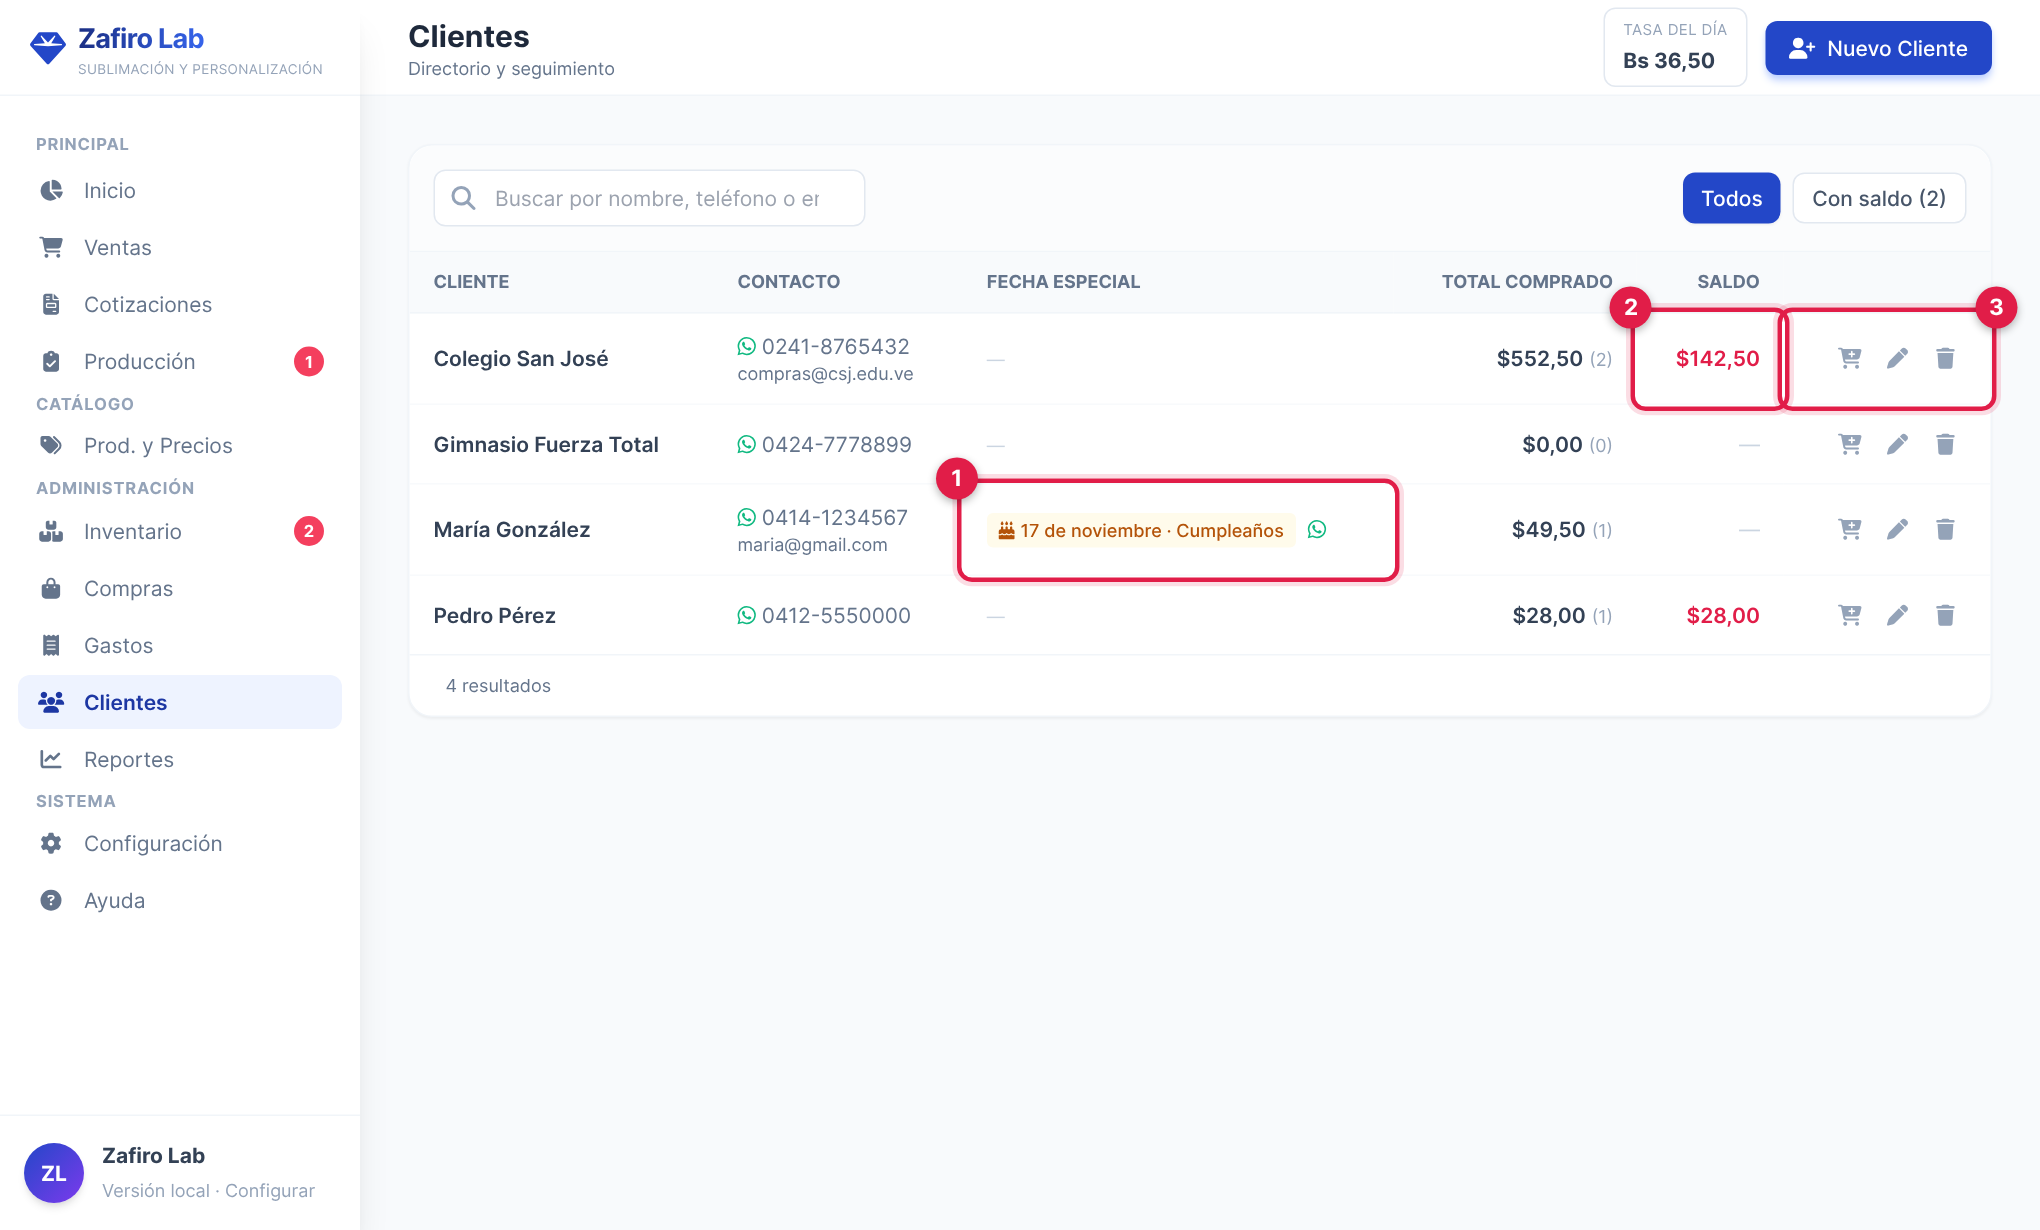 Zafiro Lab
SUBLIMACIÓN Y PERSONALIZACIÓN
PRINCIPAL
Inicio
Ventas
Cotizaciones
Producción 1
CATÁLOGO
Prod. y Precios
ADMINISTRACIÓN
Inventario 2
Compras
Gastos
Clientes
Reportes
SISTEMA
Configuración
Ayuda
ZL
Zafiro Lab
Versión local · Configurar
Clientes
Directorio y seguimiento
TASA DEL DÍA
Bs 36,50
Nuevo Cliente
Buscar por nombre, teléfono o er
Todos
Con saldo (2)
CLIENTE CONTACTO FECHA ESPECIAL TOTAL COMPRADO SALDO
2 3
Colegio San José 0241-8765432 — $552,50 (2) $142,50
compras@csj.edu.ve
Gimnasio Fuerza Total 0424-7778899 — $0,00 (0) —
1
María González 0414-1234567 17 de noviembre · Cumpleaños $49,50 (1) —
maria@gmail.com
Pedro Pérez 0412-5550000 — $28,00 (1) $28,00
4 resultados